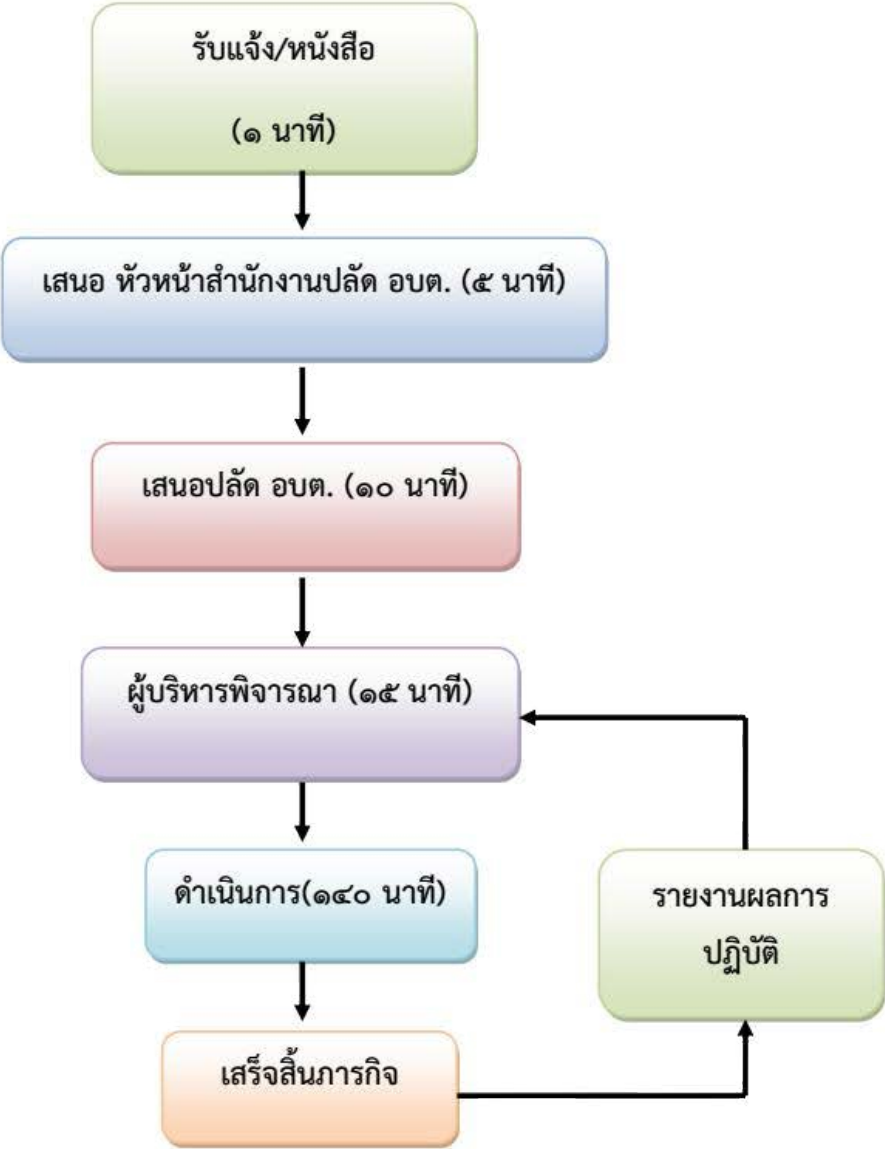 รับแจ้ง/หนังสือ
(๑ นาที)
เสนอ หัวหน้าสำนักงานปลัด อบต. (๕ นาที)
เสนอปลัด อบต. (๑๐ นาที)
ผู้บริหารพิจารณา (๑๕ นาที)
ดำเนินการ(๑๔๐ นาที)
เสร็จสิ้นภารกิจ
รายงานผลการ
ปฏิบัติ